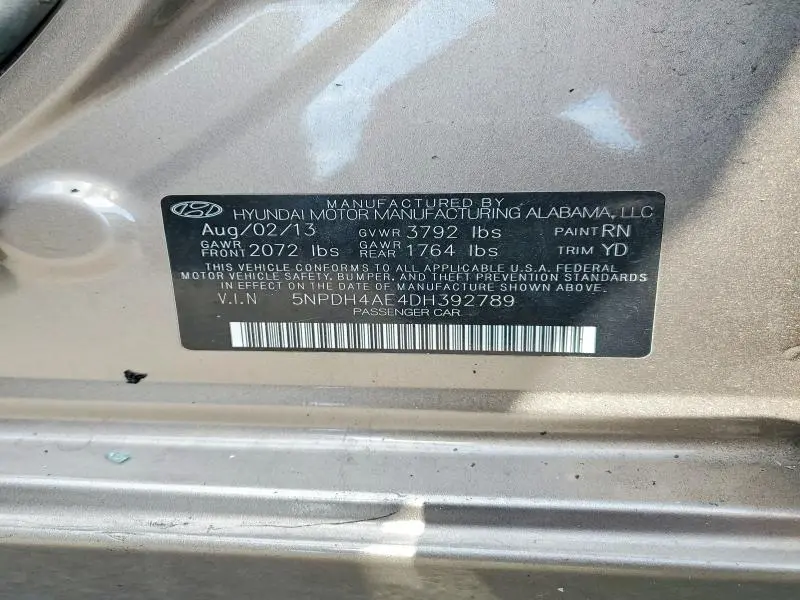 MANUFACTURED BY
HYUNDAI MOTOR MANUFACTURING ALABAMA, LLC
Aug/02/13 GVWR 3792 lbs PAINT RN
GAWR FRONT 2072 lbs GAWR REAR 1764 lbs TRIM YD
THIS VEHICLE CONFORMS TO ALL APPLICABLE U.S.A. FEDERAL
MOTOR VEHICLE SAFETY, BUMPER, AND THEFT PREVENTION STANDARDS
IN EFFECT ON THE DATE OF MANUFACTURE SHOWN ABOVE.
V.I.N 5NPDH4AE4DH392789
PASSENGER CAR